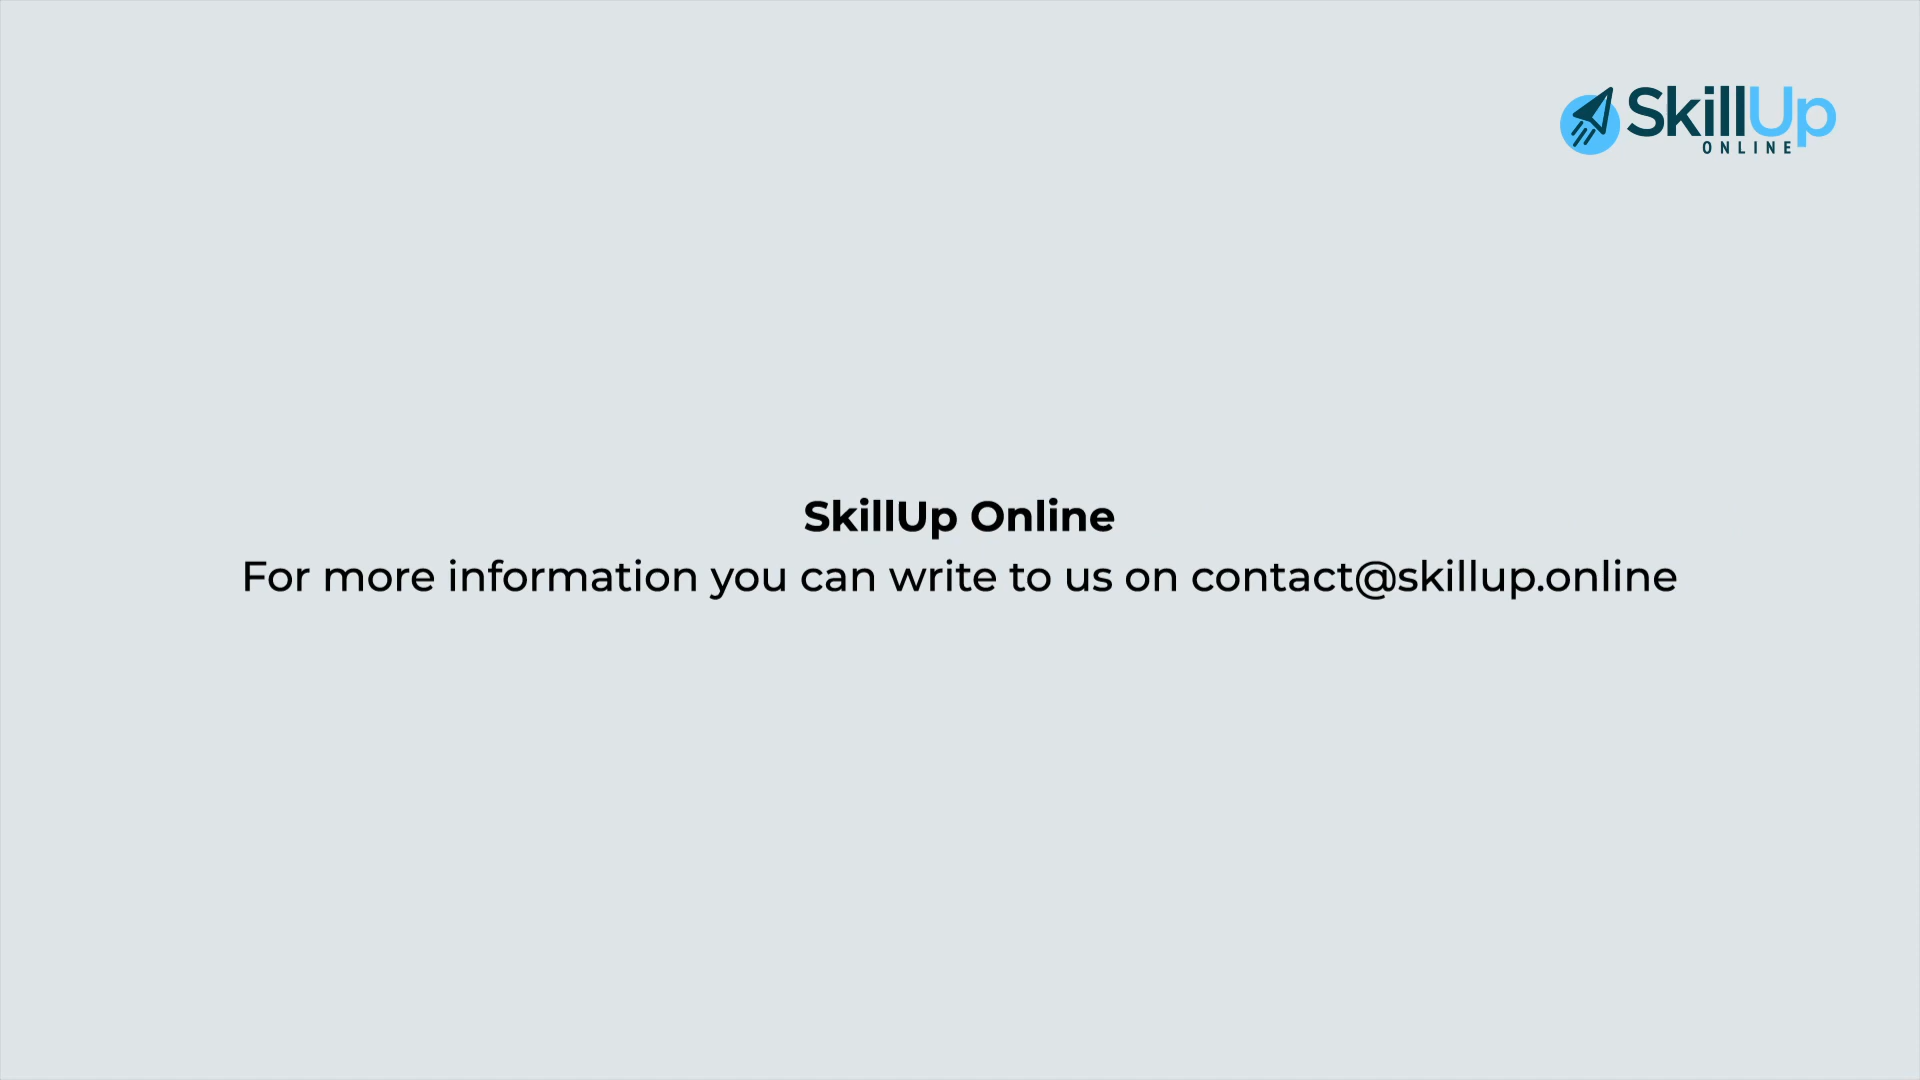 SkillUp
ONLINE
SkillUp Online
For more information you can write to us on contact@skillup.online